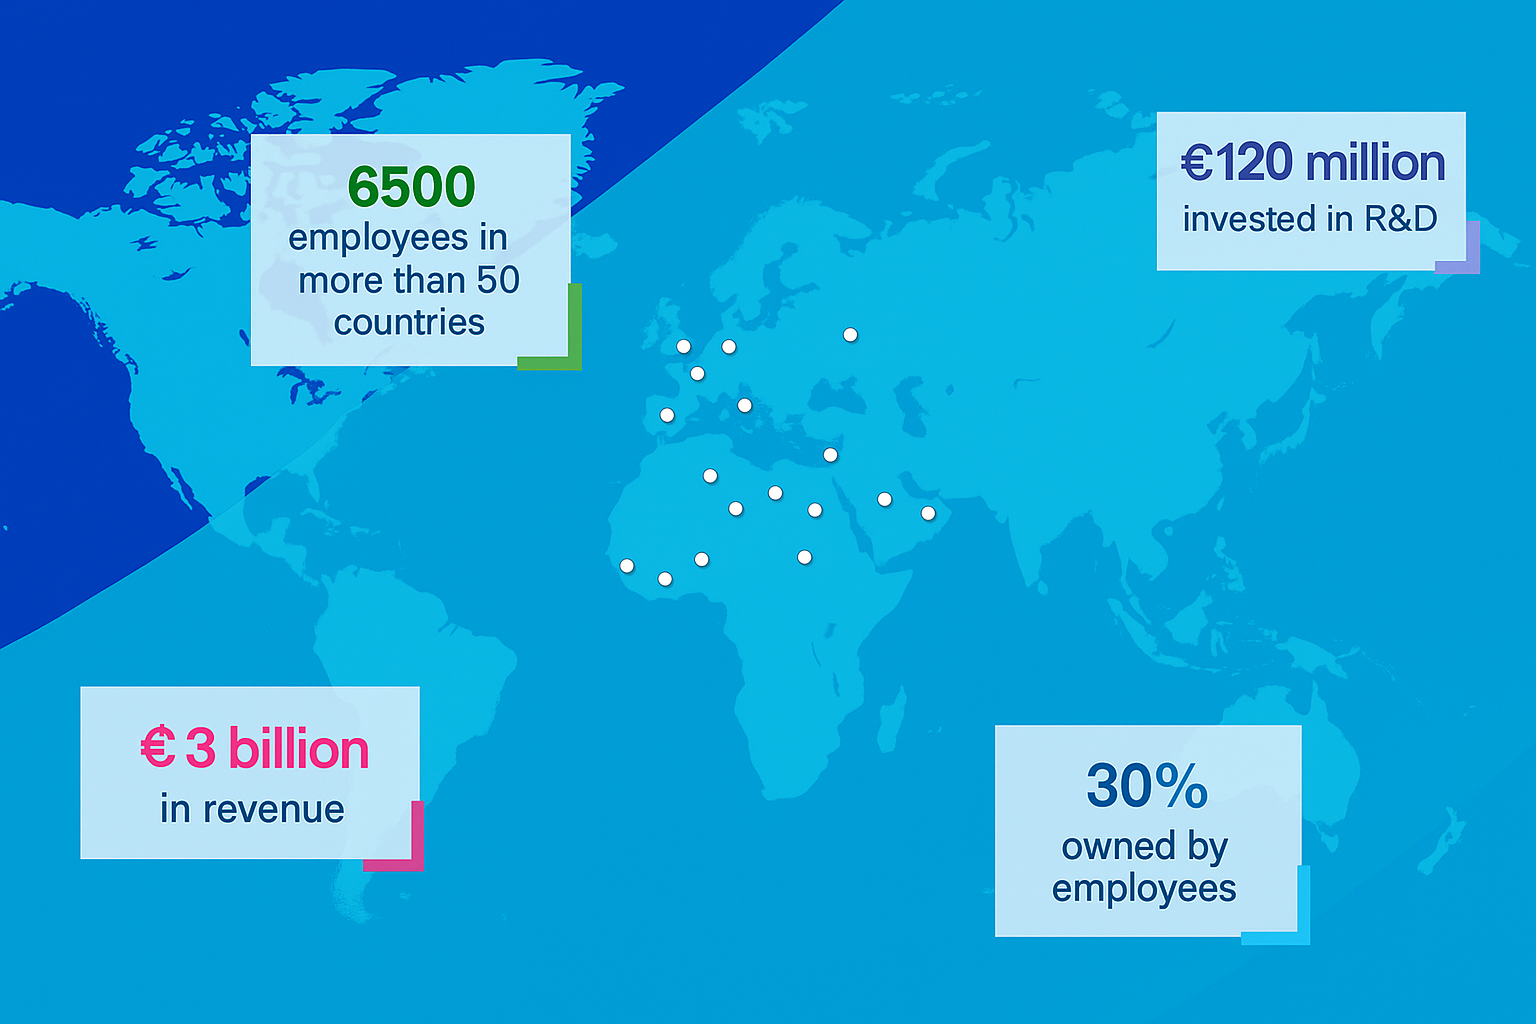 6500
employees in
more than 50
countries
€120 million
invested in R&D
€ 3 billion
in revenue
30%
owned by
employees